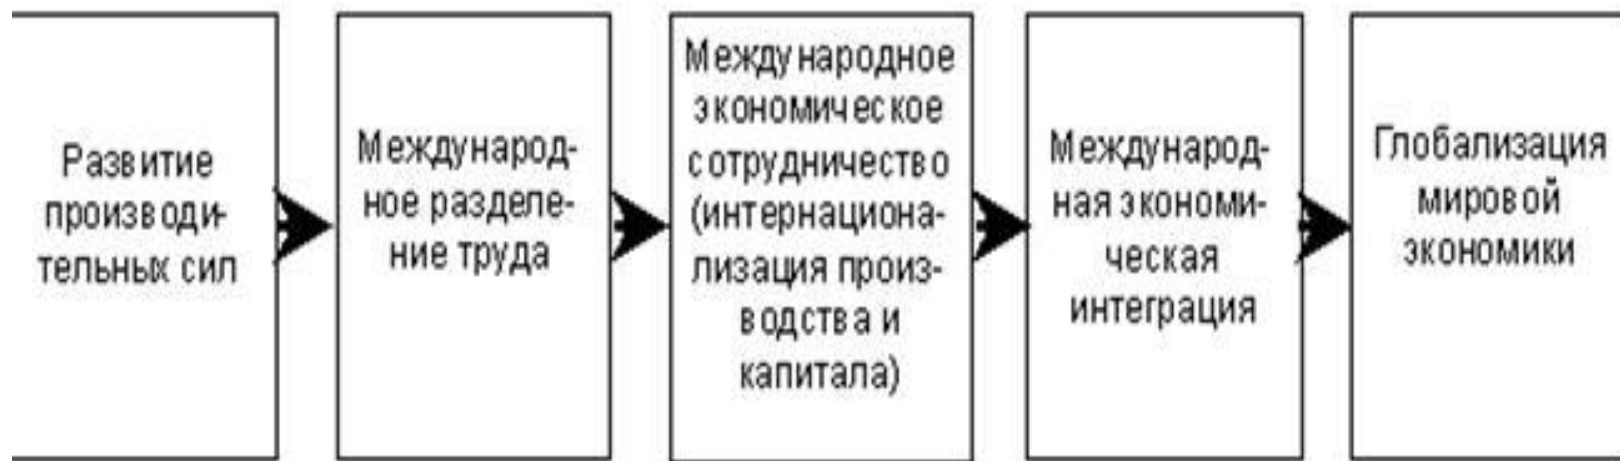 Развитие
производи-
тельных сил
Международ-
ное разделе-
ние труда
Международное
экономическое
сотрудничество
(интернациона-
лизация произ-
водства и
капитала)
Международ-
ная экономи-
ческая
интеграция
Глобализация
мировой
экономики